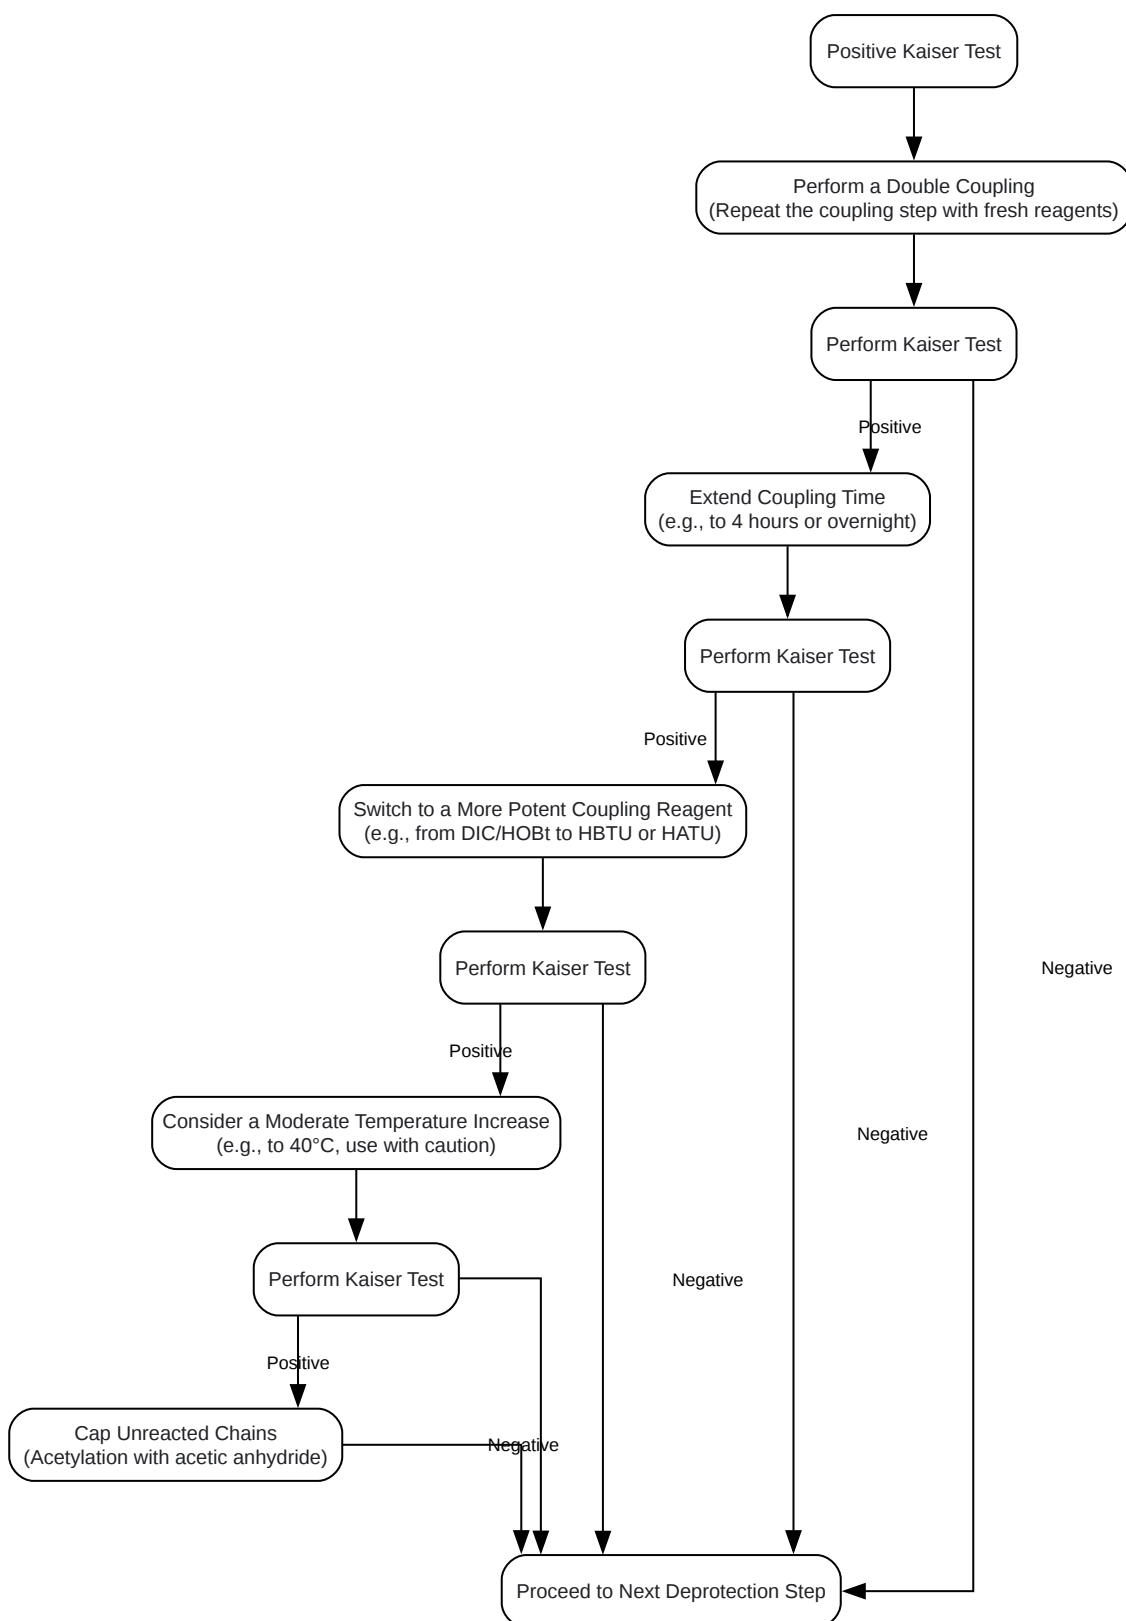 Positive Kaiser Test
Perform a Double Coupling
(Repeat the coupling step with fresh reagents)
Perform Kaiser Test
Positive
Extend Coupling Time
(e.g., to 4 hours or overnight)
Perform Kaiser Test
Positive
Switch to a More Potent Coupling Reagent
(e.g., from DIC/HOBt to HBTU or HATU)
Perform Kaiser Test
Negative
Positive
Consider a Moderate Temperature Increase
(e.g., to 40°C, use with caution)
Negative
Perform Kaiser Test
Negative
Positive
Cap Unreacted Chains
(Acetylation with acetic anhydride)
Negative
Proceed to Next Deprotection Step